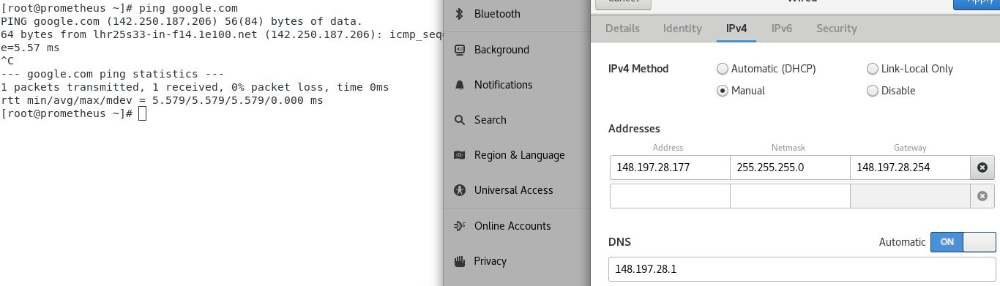 [root@prometheus ~]# ping google.com
PING google.com (142.250.187.206) 56(84) bytes of data.
64 bytes from lhr25s33-in-f14.1e100.net (142.250.187.206): icmp_seq=
e=5.57 ms
^C
--- google.com ping statistics ---
1 packets transmitted, 1 received, 0% packet loss, time 0ms
rtt min/avg/max/mdev = 5.579/5.579/5.579/0.000 ms
[root@prometheus ~]#
Bluetooth
Background
Notifications
Search
Region & Language
Universal Access
Online Accounts
Privacy
Cancel Wired Apply
Details Identity IPv4 IPv6 Security
IPv4 Method Automatic (DHCP) Link-Local Only
Manual Disable
Addresses
Address Netmask Gateway
148.197.28.177 255.255.255.0 148.197.28.254
DNS Automatic ON
148.197.28.1